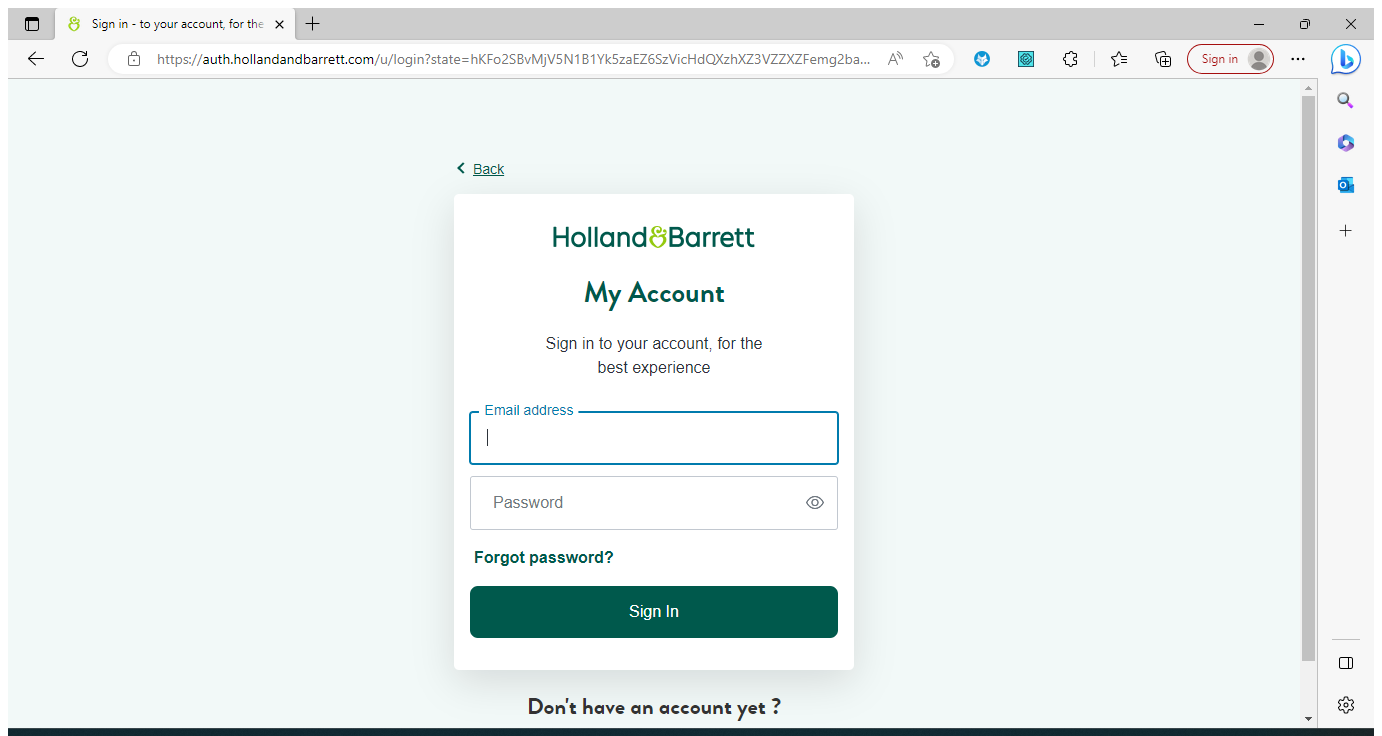 Sign in - to your account, for the
https://auth.hollandandbarrett.com/u/login?state=hKFo2SBvMjV5N1B1Yk5zaEZ6SzVicHdQXzhXZ3VZZXZFemg2ba...
Sign in
Back
Holland&Barrett
My Account
Sign in to your account, for the
best experience
Email address
Password
Forgot password?
Sign In
Don't have an account yet ?